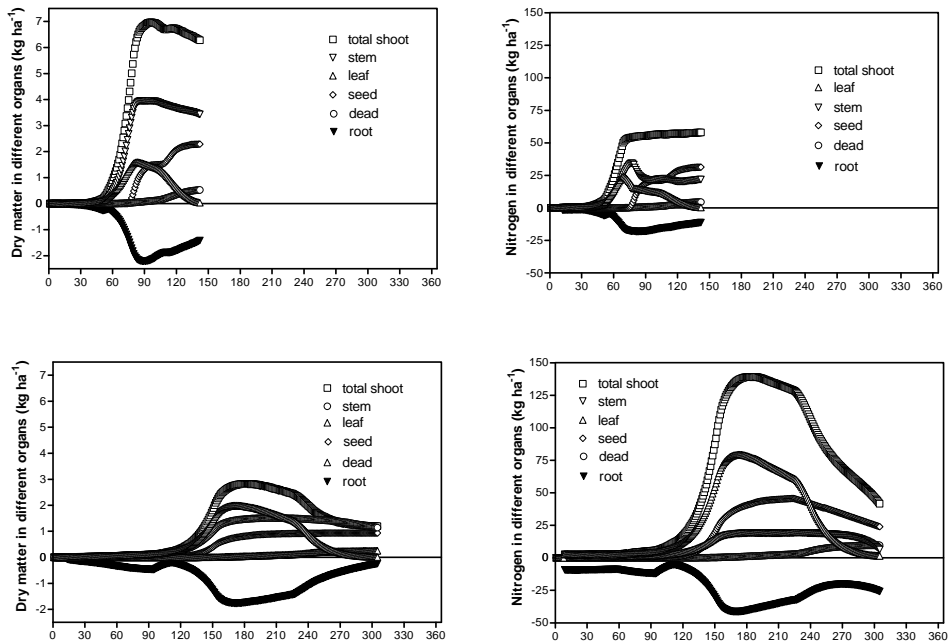 Dry matter in different organs (kg ha⁻¹)
7
6
5
4
3
2
1
0
-1
-2
total shoot
stem
leaf
seed
dead
root
0 30 60 90 120 150 180 210 240 270 300 330 360
Nitrogen in different organs (kg ha⁻¹)
150
125
100
75
50
25
0
-25
-50
total shoot
leaf
stem
seed
dead
root
0 30 60 90 120 150 180 210 240 270 300 330 360
Dry matter in different organs (kg ha⁻¹)
7
6
5
4
3
2
1
0
-1
-2
total shoot
stem
leaf
seed
dead
root
0 30 60 90 120 150 180 210 240 270 300 330 360
Nitrogen in different organs (kg ha⁻¹)
150
125
100
75
50
25
0
-25
-50
total shoot
stem
leaf
seed
dead
root
0 30 60 90 120 150 180 210 240 270 300 330 360